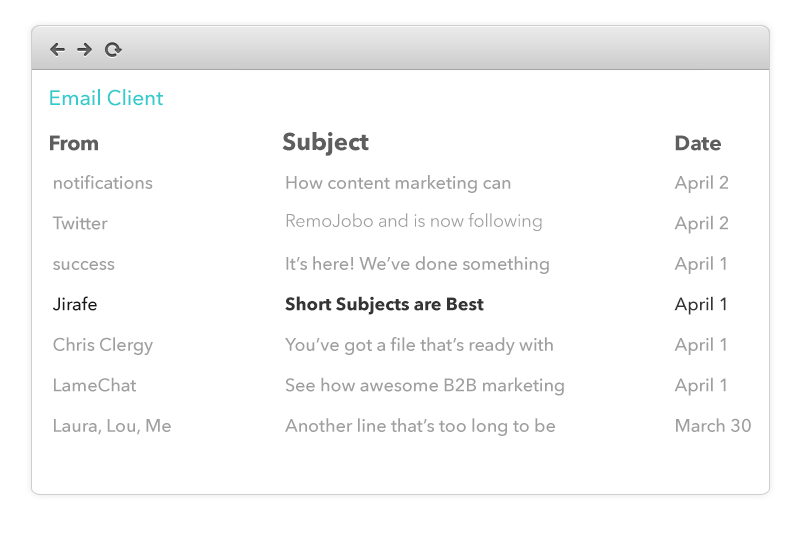 Email Client
From Subject Date
notifications How content marketing can April 2
Twitter RemoJobo and is now following April 2
success It's here! We've done something April 1
Jirafe Short Subjects are Best April 1
Chris Clergy You've got a file that's ready with April 1
LameChat See how awesome B2B marketing April 1
Laura, Lou, Me Another line that's too long to be March 30